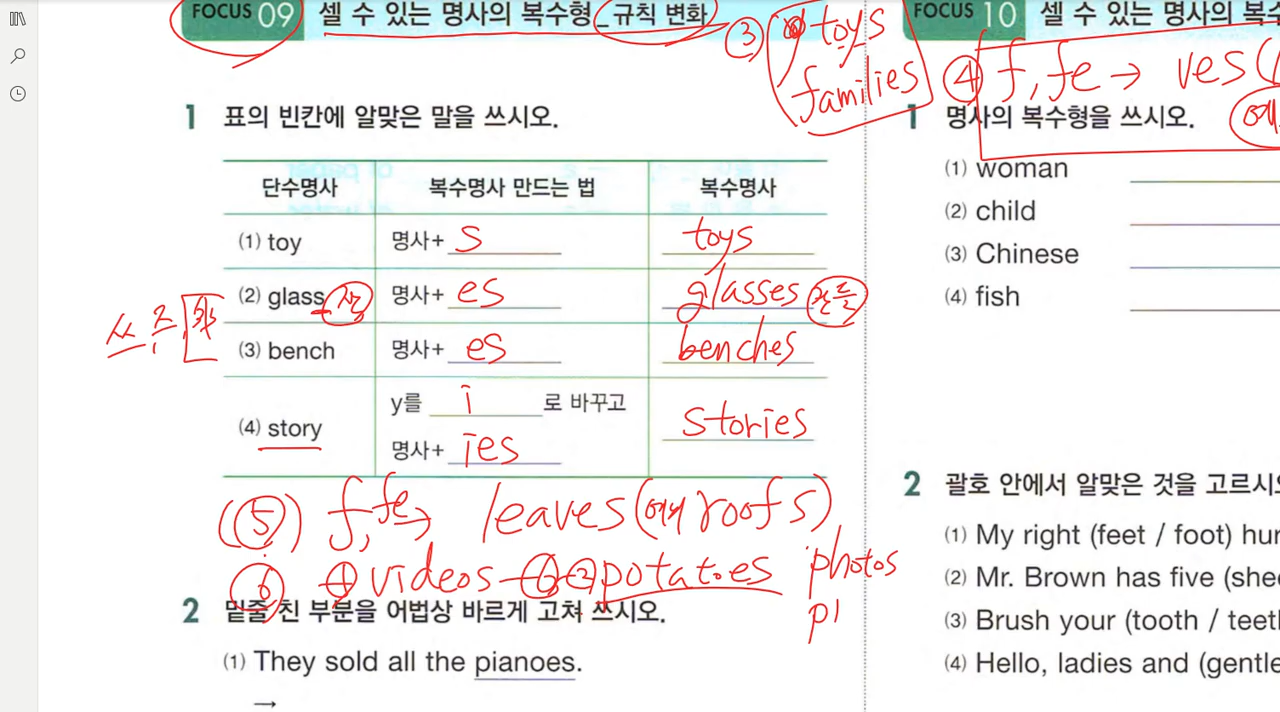 FOCUS 09 셀 수 있는 명사의 복수형_규칙 변화
③ toys
families
1 표의 빈칸에 알맞은 말을 쓰시오.
단수명사 복수명사 만드는 법 복수명사
(1) toy 명사+ s toys
(2) glass 명사+ es glasses
(3) bench 명사+ es benches
(4) story y를 i 로 바꾸고
명사+ ies stories
(⑤) f, fe→ leaves (예외 roofs)
⑥ ① videos ② potatoes photos
pi
2 밑줄 친 부분을 어법상 바르게 고쳐 쓰시오.
(1) They sold all the pianoes.
→
FOCUS 10 셀 수 있는 명사의 복수
④ f, fe → ves (
1 명사의 복수형을 쓰시오.
(1) woman
(2) child
(3) Chinese
(4) fish
2 괄호 안에서 알맞은 것을 고르시오
(1) My right (feet / foot) hur
(2) Mr. Brown has five (shee
(3) Brush your (tooth / teeth
(4) Hello, ladies and (gentle